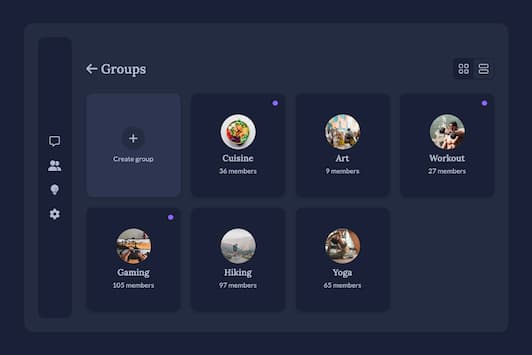 Groups
Create group
Cuisine
36 members
Art
9 members
Workout
27 members
Gaming
105 members
Hiking
97 members
Yoga
65 members